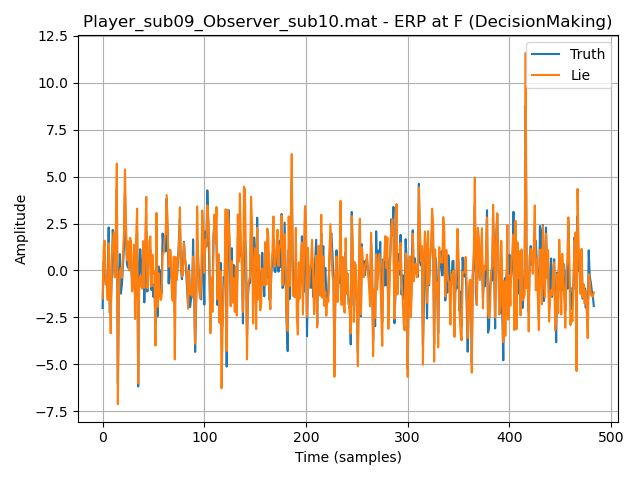 Player_sub09_Observer_sub10.mat - ERP at F (DecisionMaking)
Truth
Lie
Amplitude
12.5
10.0
7.5
5.0
2.5
0.0
−2.5
−5.0
−7.5
0 100 200 300 400 500
Time (samples)